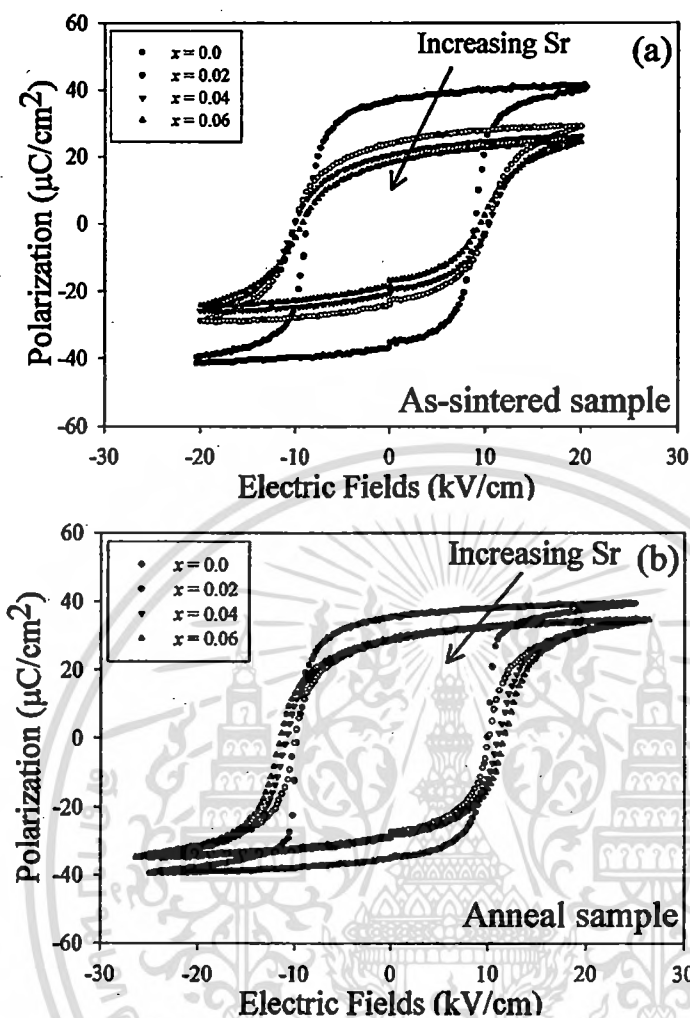 60
40
20
0
-20
-40
-60
Polarization (μC/cm²)
x = 0.0
x = 0.02
x = 0.04
x = 0.06
Increasing Sr
(a)
As-sintered sample
-30 -20 -10 0 10 20 30
Electric Fields (kV/cm)
60
40
20
0
-20
-40
-60
Polarization (μC/cm²)
x = 0.0
x = 0.02
x = 0.04
x = 0.06
Increasing Sr
(b)
Anneal sample
-30 -20 -10 0 10 20 30
Electric Fields (kV/cm)